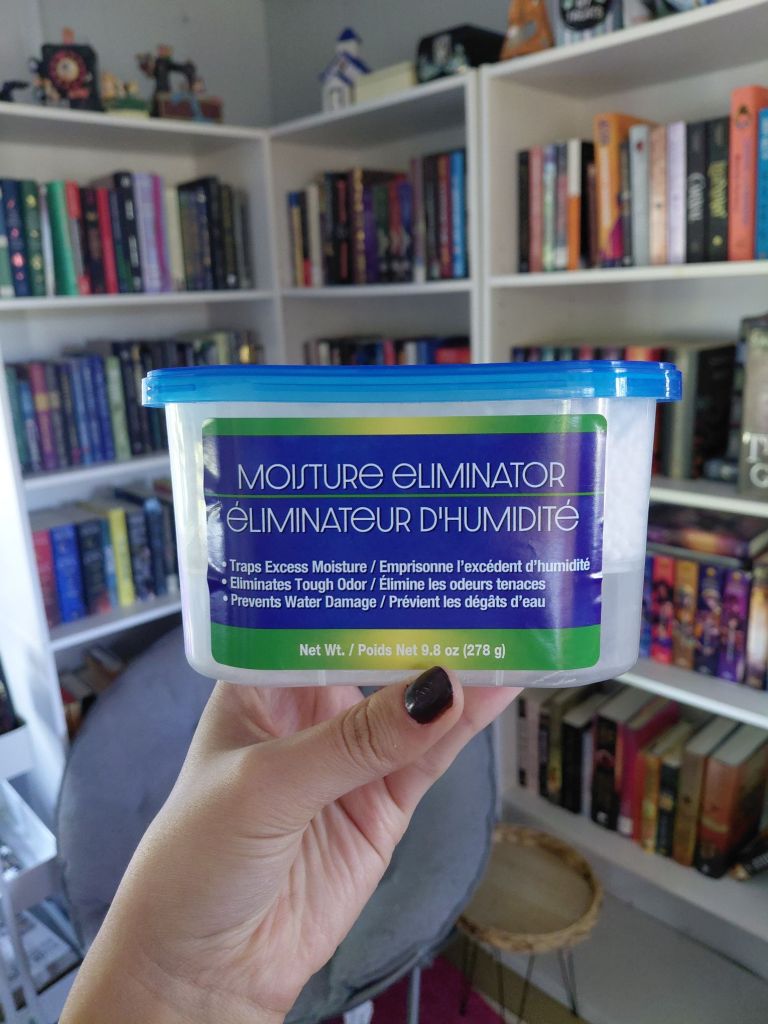 MOISTURE ELIMINATOR
ÉLIMINATEUR D'HUMIDITÉ
• Traps Excess Moisture / Emprisonne l'excédent d'humidité
• Eliminates Tough Odor / Élimine les odeurs tenaces
• Prevents Water Damage / Prévient les dégâts d'eau
Net Wt. / Poids Net 9.8 oz (278 g)